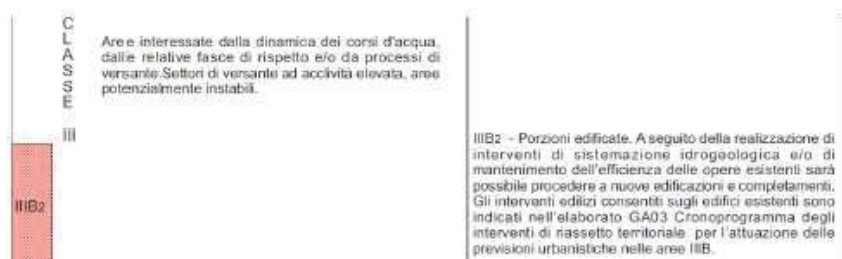 CLASSE III
Aree interessate dalla dinamica dei corsi d'acqua,
dalle relative fasce di rispetto e/o da processi di
versante.Settori di versante ad acclività elevata, aree
potenzialmente instabili.
IIIB2
IIIB2 - Porzioni edificate. A seguito della realizzazione di
interventi di sistemazione idrogeologica e/o di
mantenimento dell'efficienza delle opere esistenti sarà
possibile procedere a nuove edificazioni e completamenti.
Gli interventi edilizi consentiti sugli edifici esistenti sono
indicati nell'elaborato GA03 Cronoprogramma degli
interventi di riassetto territoriale per l'attuazione delle
previsioni urbanistiche nelle aree IIIB.